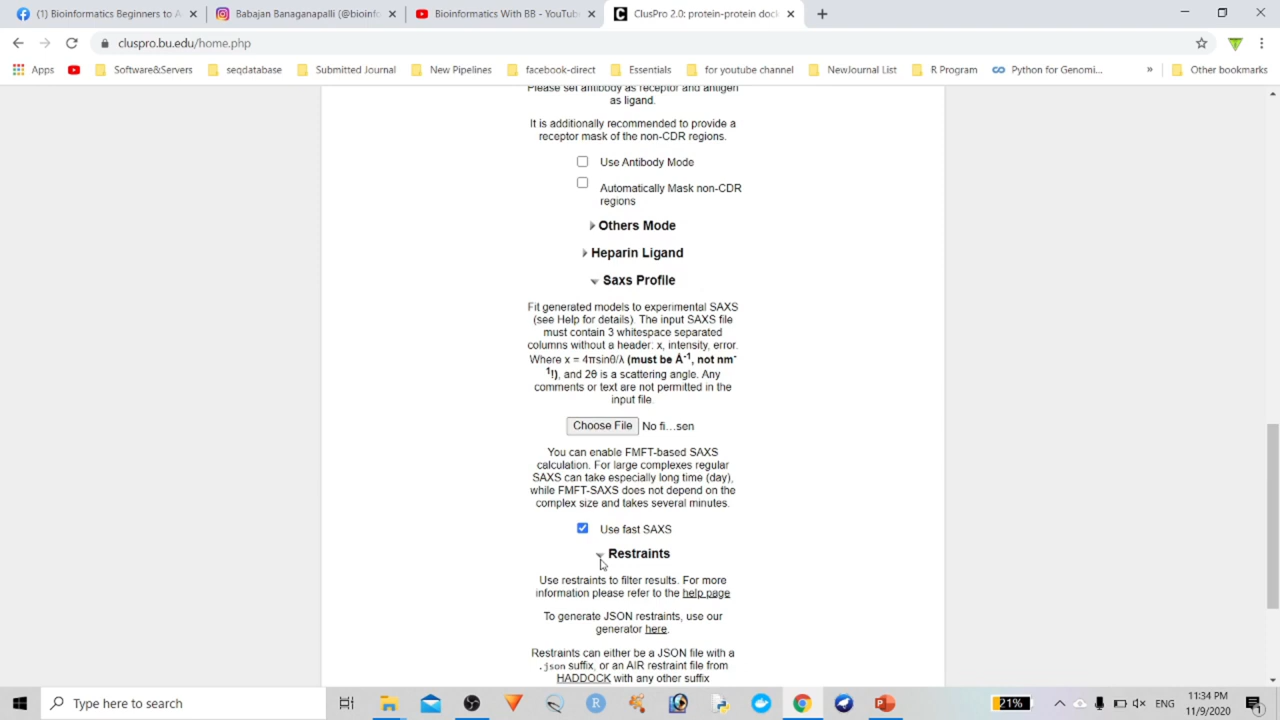 (1) Bioinformatics Beginners to A
Babajan Banaganapalli (@bioinf
Bioinformatics With BB - YouTub
ClusPro 2.0: protein-protein dock
cluspro.bu.edu/home.php
Apps
Software&Servers
seqdatabase
Submitted Journal
New Pipelines
facebook-direct
Essentials
for youtube channel
NewJournal List
R Program
Python for Genomi...
»
Other bookmarks
Please set antibody as receptor and antigen
as ligand.
It is additionally recommended to provide a
receptor mask of the non-CDR regions.
Use Antibody Mode
Automatically Mask non-CDR
regions
Others Mode
Heparin Ligand
Saxs Profile
Fit generated models to experimental SAXS
(see Help for details). The input SAXS file
must contain 3 whitespace separated
columns without a header: x, intensity, error.
Where x = 4πsinθ/λ (must be Å-1, not nm-
1!), and 2θ is a scattering angle. Any
comments or text are not permitted in the
input file.
Choose File No fi...sen
You can enable FMFT-based SAXS
calculation. For large complexes regular
SAXS can take especially long time (day),
while FMFT-SAXS does not depend on the
complex size and takes several minutes.
Use fast SAXS
Restraints
Use restraints to filter results. For more
information please refer to the help page
To generate JSON restraints, use our
generator here.
Restraints can either be a JSON file with a
.json suffix, or an AIR restraint file from
HADDOCK with any other suffix
Type here to search
R
21%
ENG
11:34 PM
11/9/2020